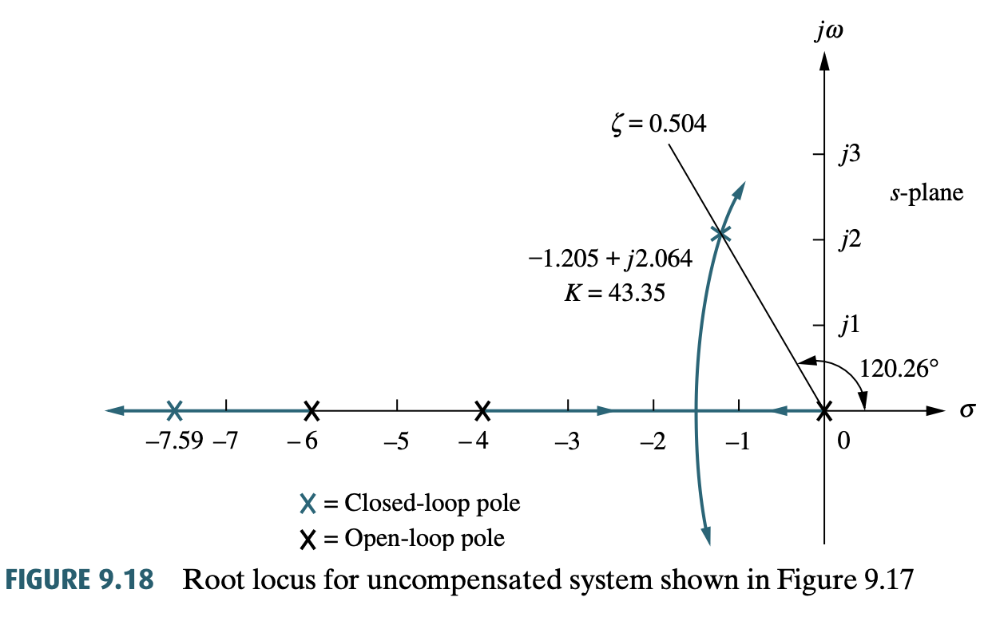 jω
ζ = 0.504
j3
s-plane
j2
−1.205 + j2.064
K = 43.35
j1
120.26°
σ
−7.59 −7 −6 −5 −4 −3 −2 −1 0
X = Closed-loop pole
X = Open-loop pole
FIGURE 9.18 Root locus for uncompensated system shown in Figure 9.17